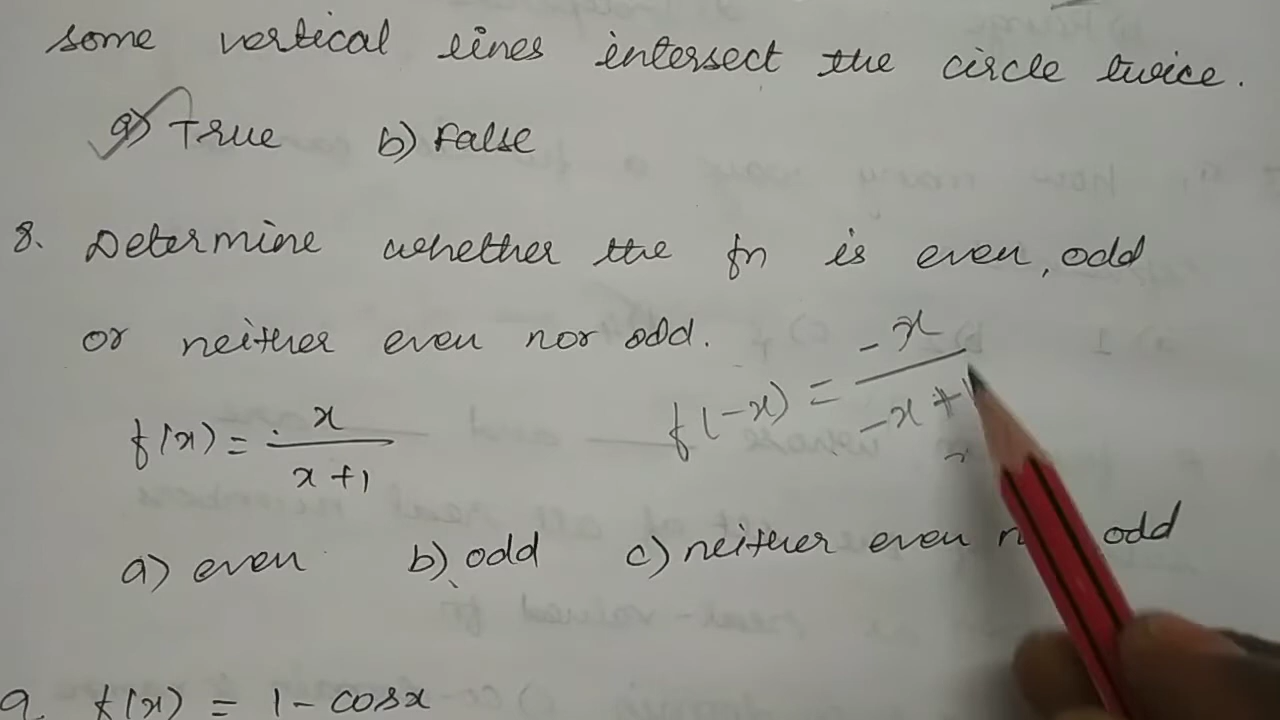 some vertical lines intersect the circle twice.
a) True b) False
8. Determine whether the fn is even, odd
or neither even nor odd.
f(x) = x / x+1
f(-x) = -x / -x+1
a) even b) odd c) neither even odd
9. f(x) = 1 - cosx